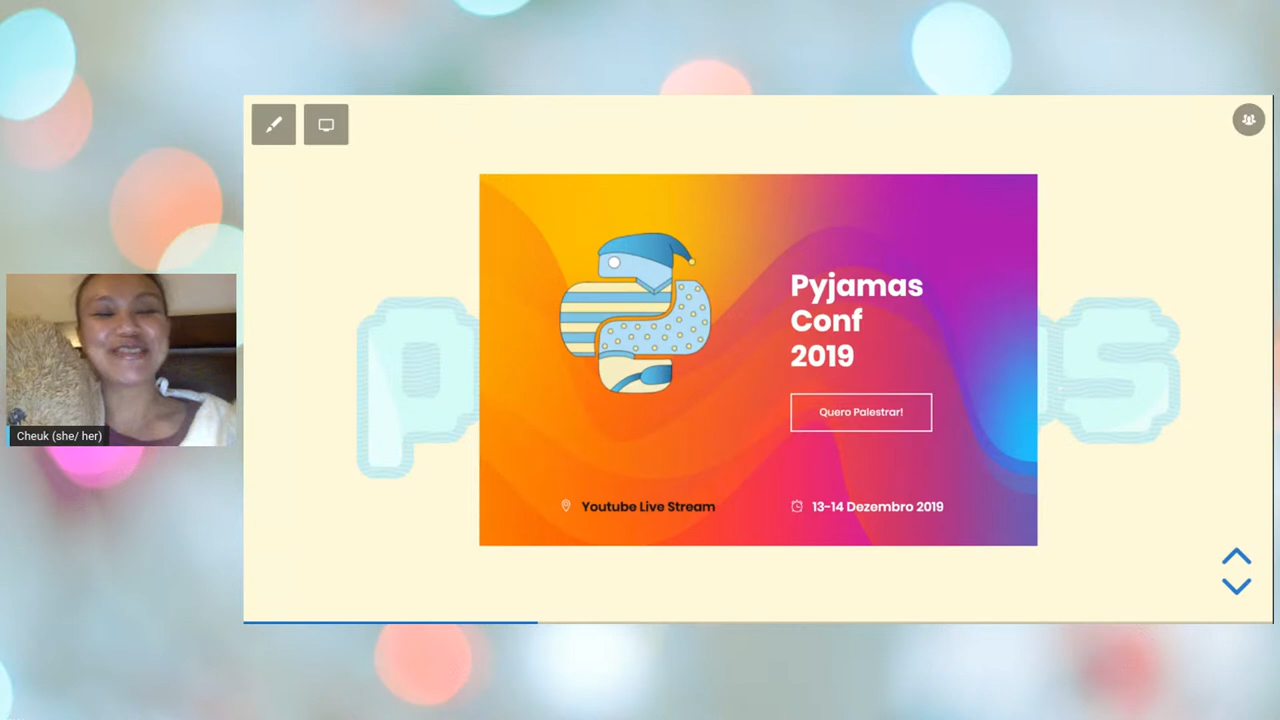 Cheuk (she/ her)
p s
Pyjamas
Conf
2019
Quero Palestrar!
Youtube Live Stream
13-14 Dezembro 2019